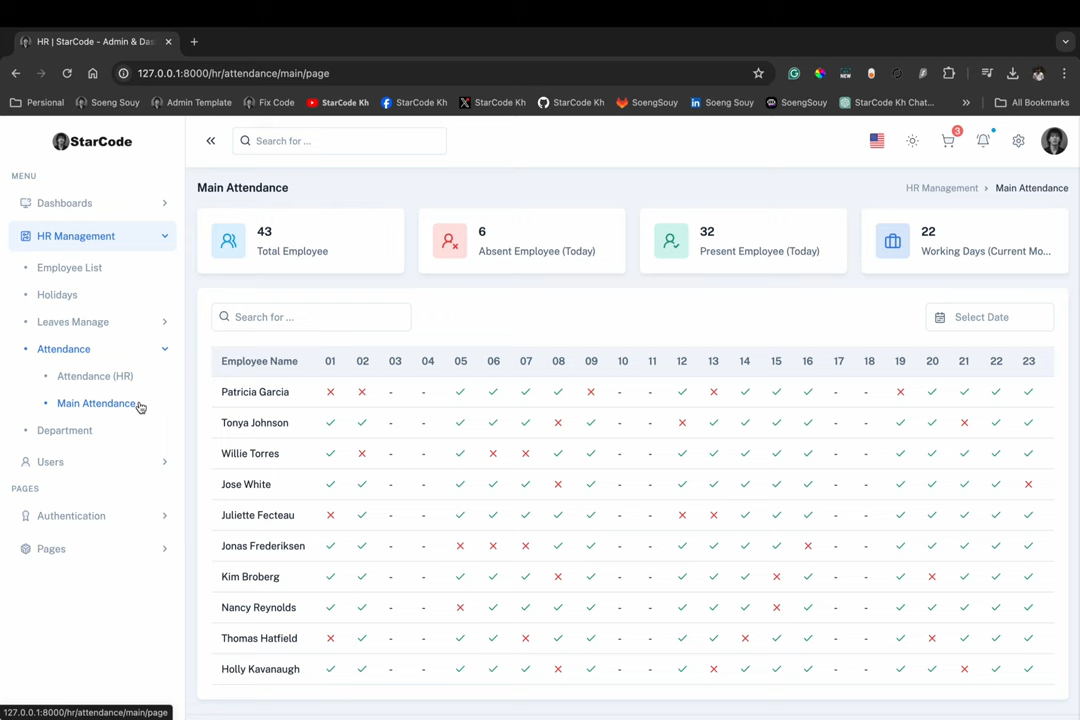 HR | StarCode - Admin & Das
127.0.0.1:8000/hr/attendance/main/page
NEW
Personal Soeng Souy Admin Template Fix Code StarCode Kh StarCode Kh StarCode Kh StarCode Kh SoengSouy Soeng Souy SoengSouy StarCode Kh Chat... » All Bookmarks
StarCode
Search for ...
3
MENU
Dashboards
HR Management
Employee List
Holidays
Leaves Manage
Attendance
Attendance (HR)
Main Attendance
Department
Users
PAGES
Authentication
Pages
Main Attendance
HR Management › Main Attendance
43
Total Employee
6
Absent Employee (Today)
32
Present Employee (Today)
22
Working Days (Current Mo...
Search for ...
Select Date
Employee Name 01 02 03 04 05 06 07 08 09 10 11 12 13 14 15 16 17 18 19 20 21 22 23
Patricia Garcia - - - - - -
Tonya Johnson - - - - - -
Willie Torres - - - - - -
Jose White - - - - - -
Juliette Fecteau - - - - - -
Jonas Frederiksen - - - - - -
Kim Broberg - - - - - -
Nancy Reynolds - - - - - -
Thomas Hatfield - - - - - -
Holly Kavanaugh - - - - - -
127.0.0.1:8000/hr/attendance/main/page